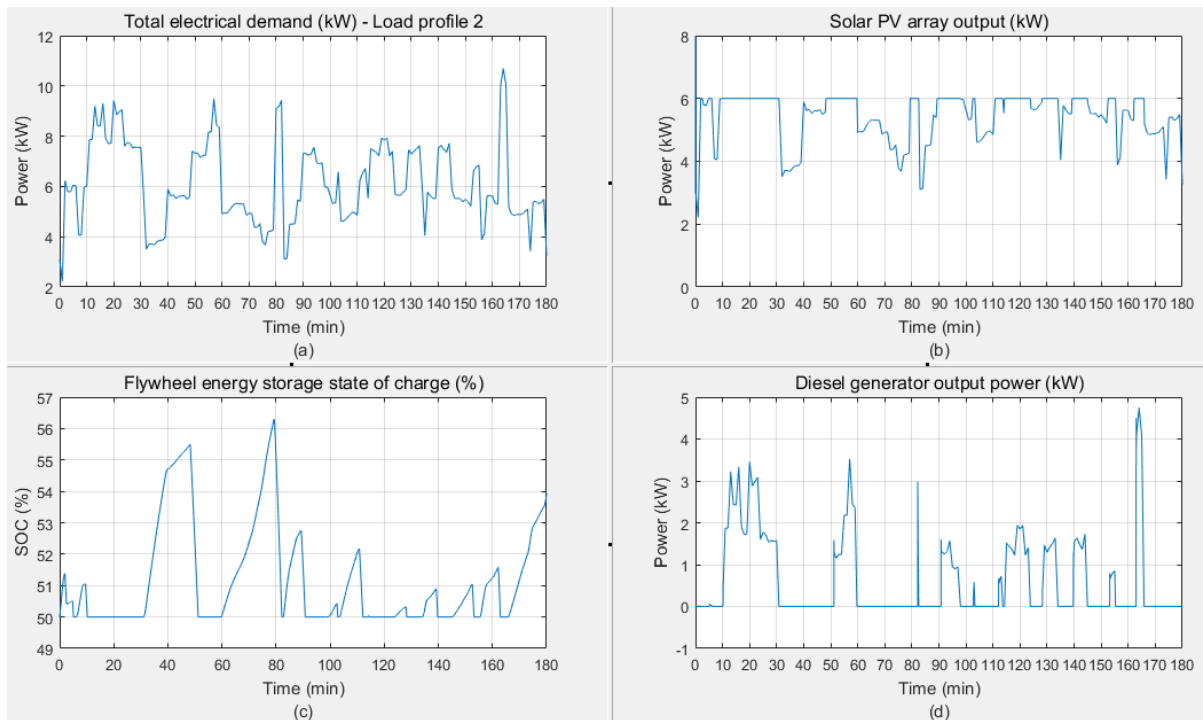 Total electrical demand (kW) - Load profile 2
12
10
8
6
4
2
Power (kW)
0 10 20 30 40 50 60 70 80 90 100 110 120 130 140 150 160 170 180
Time (min)
(a)
Solar PV array output (kW)
8
6
4
2
0
Power (kW)
0 10 20 30 40 50 60 70 80 90 100 110 120 130 140 150 160 170 180
Time (min)
(b)
Flywheel energy storage state of charge (%)
57
56
55
54
53
52
51
50
49
SOC (%)
0 20 40 60 80 100 120 140 160 180
Time (min)
(c)
Diesel generator output power (kW)
5
4
3
2
1
0
-1
Power (kW)
0 10 20 30 40 50 60 70 80 90 100 110 120 130 140 150 160 170 180
Time (min)
(d)